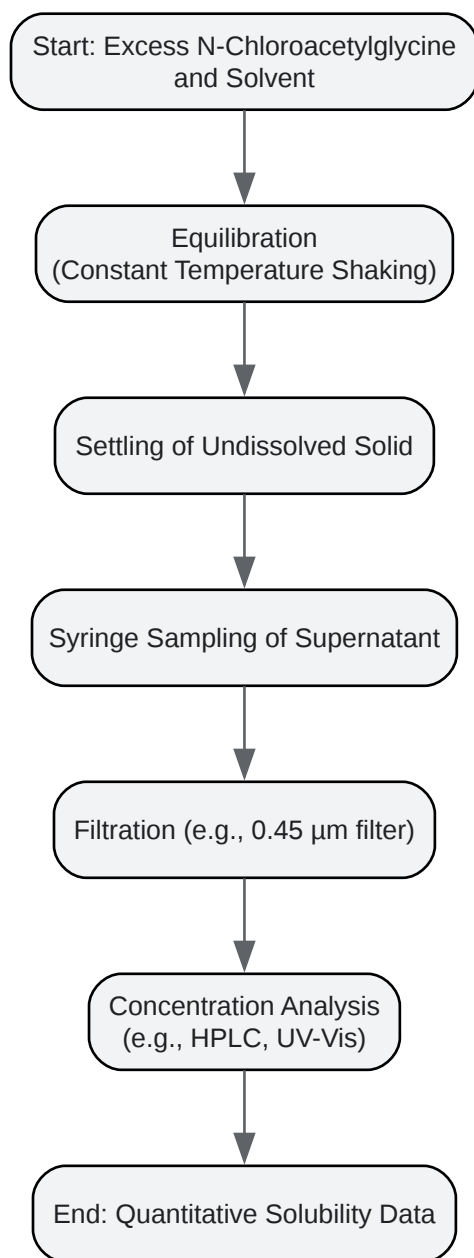 Start: Excess N-Chloroacetylglycine
and Solvent
Equilibration
(Constant Temperature Shaking)
Settling of Undissolved Solid
Syringe Sampling of Supernatant
Filtration (e.g., 0.45 µm filter)
Concentration Analysis
(e.g., HPLC, UV-Vis)
End: Quantitative Solubility Data